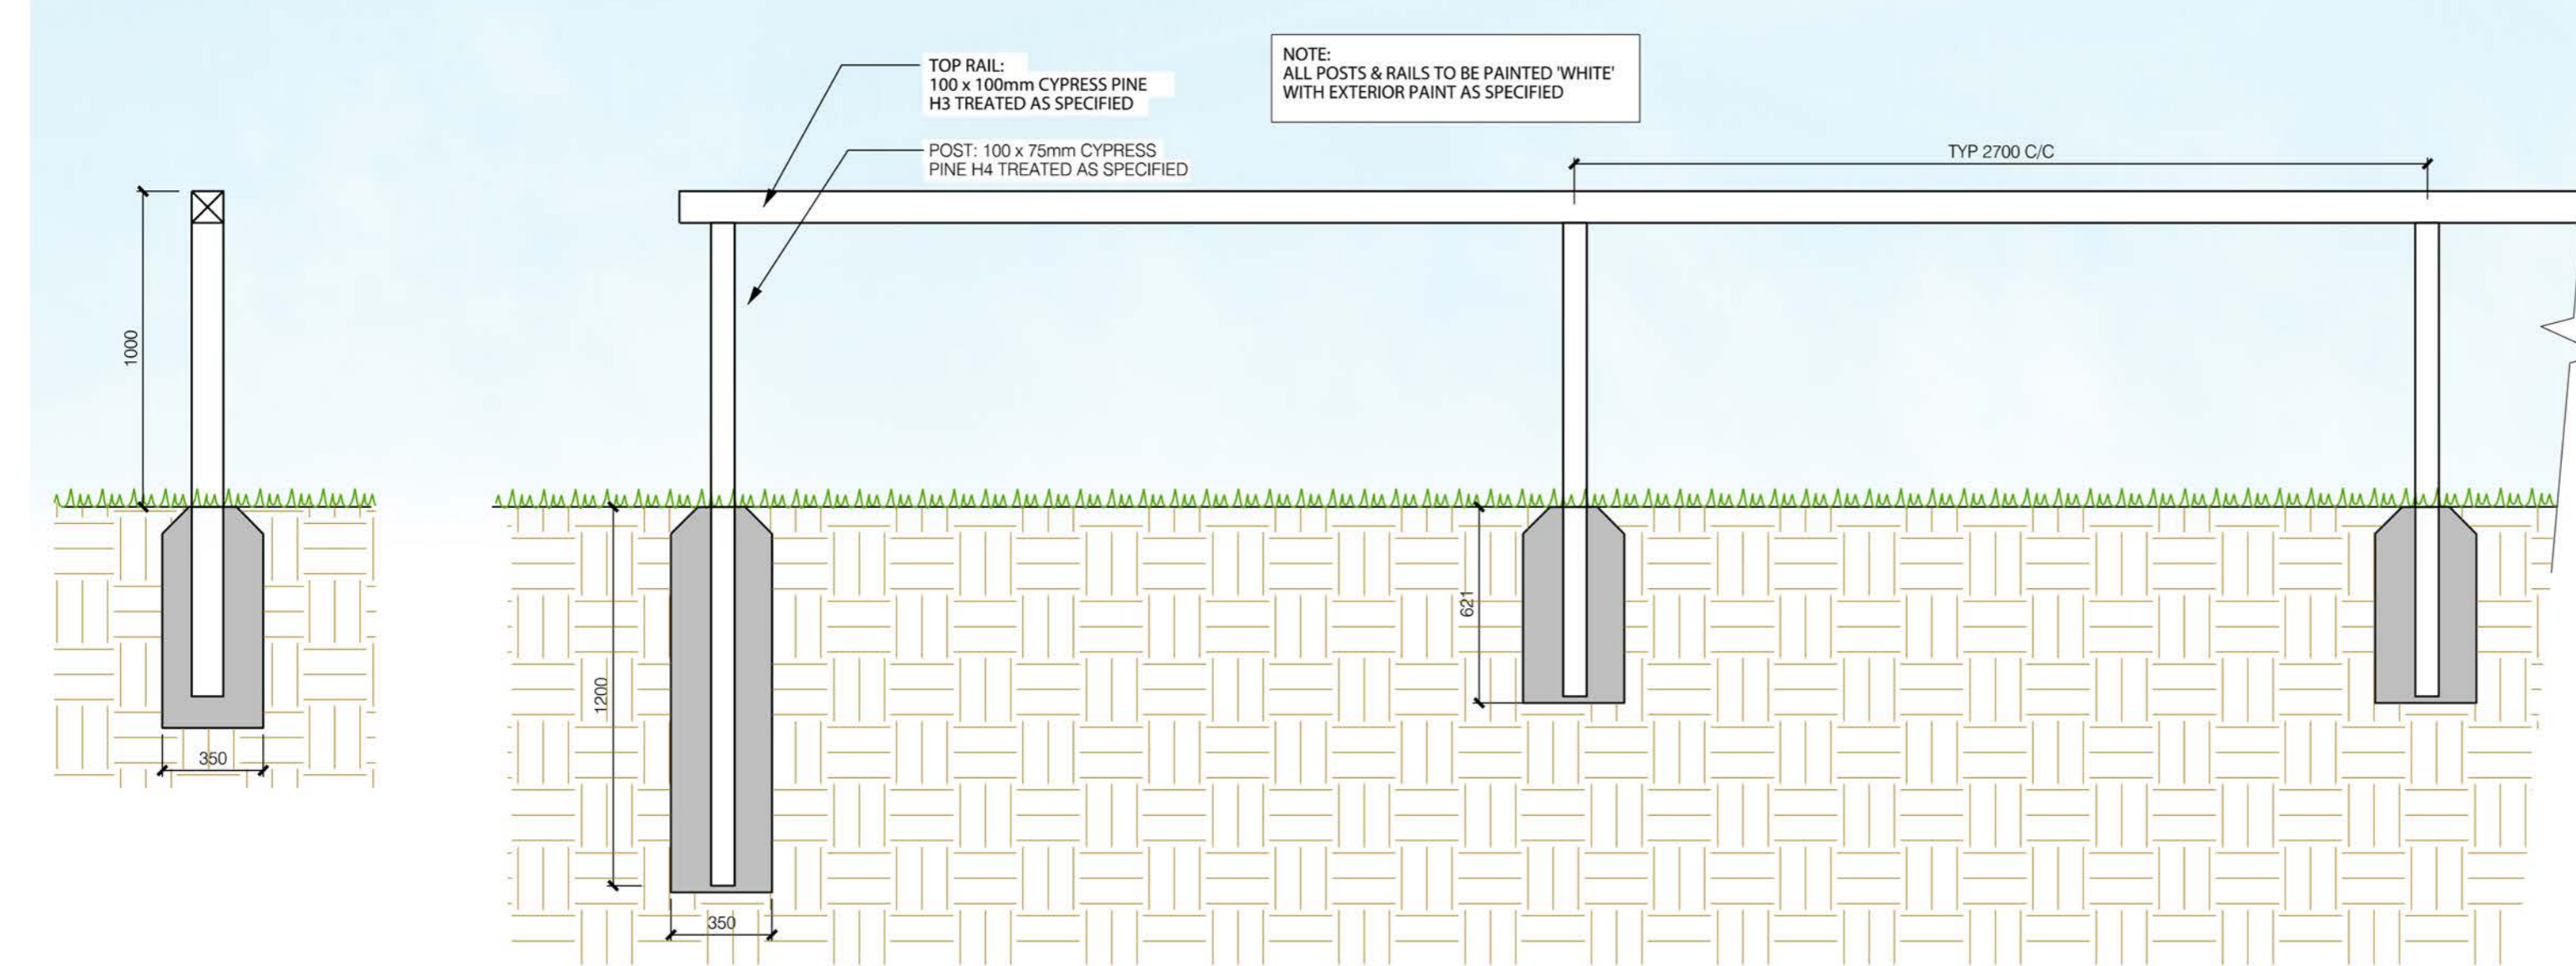 TOP RAIL:
100 x 100mm CYPRESS PINE
H3 TREATED AS SPECIFIED
NOTE:
ALL POSTS & RAILS TO BE PAINTED 'WHITE'
WITH EXTERIOR PAINT AS SPECIFIED
POST: 100 x 75mm CYPRESS
PINE H4 TREATED AS SPECIFIED
TYP 2700 C/C
1000
621
1200
350
350